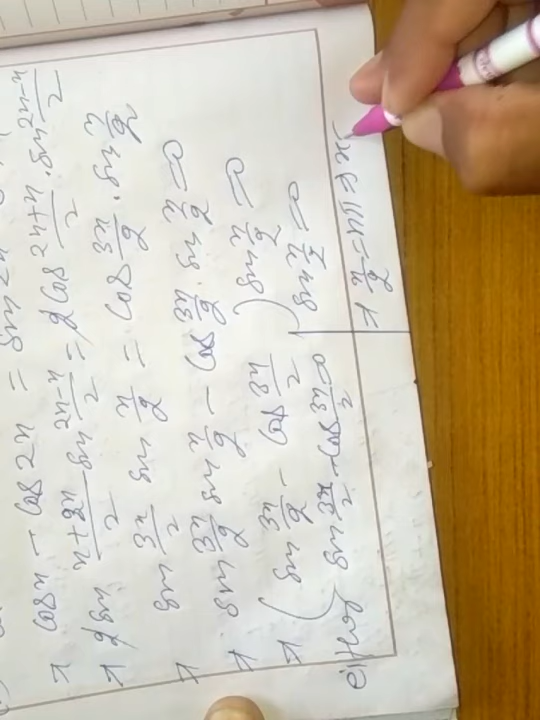 cos x - cos 2x = sin 2x
⇒ 2 sin (x+2x)/2 sin (2x-x)/2 = 2 cos (2x+x)/2 . sin (2x-x)/2
⇒ sin 3x/2 sin x/2 = cos 3x/2 . sin x/2
⇒ sin 3x/2 sin x/2 - cos 3x/2 . sin x/2 = 0
⇒ (sin 3x/2 - cos 3x/2) sin x/2 = 0
either sin 3x/2 - cos 3x/2 = 0 | sin x/2 = 0
⇒ x/2 = nπ ⇒ x